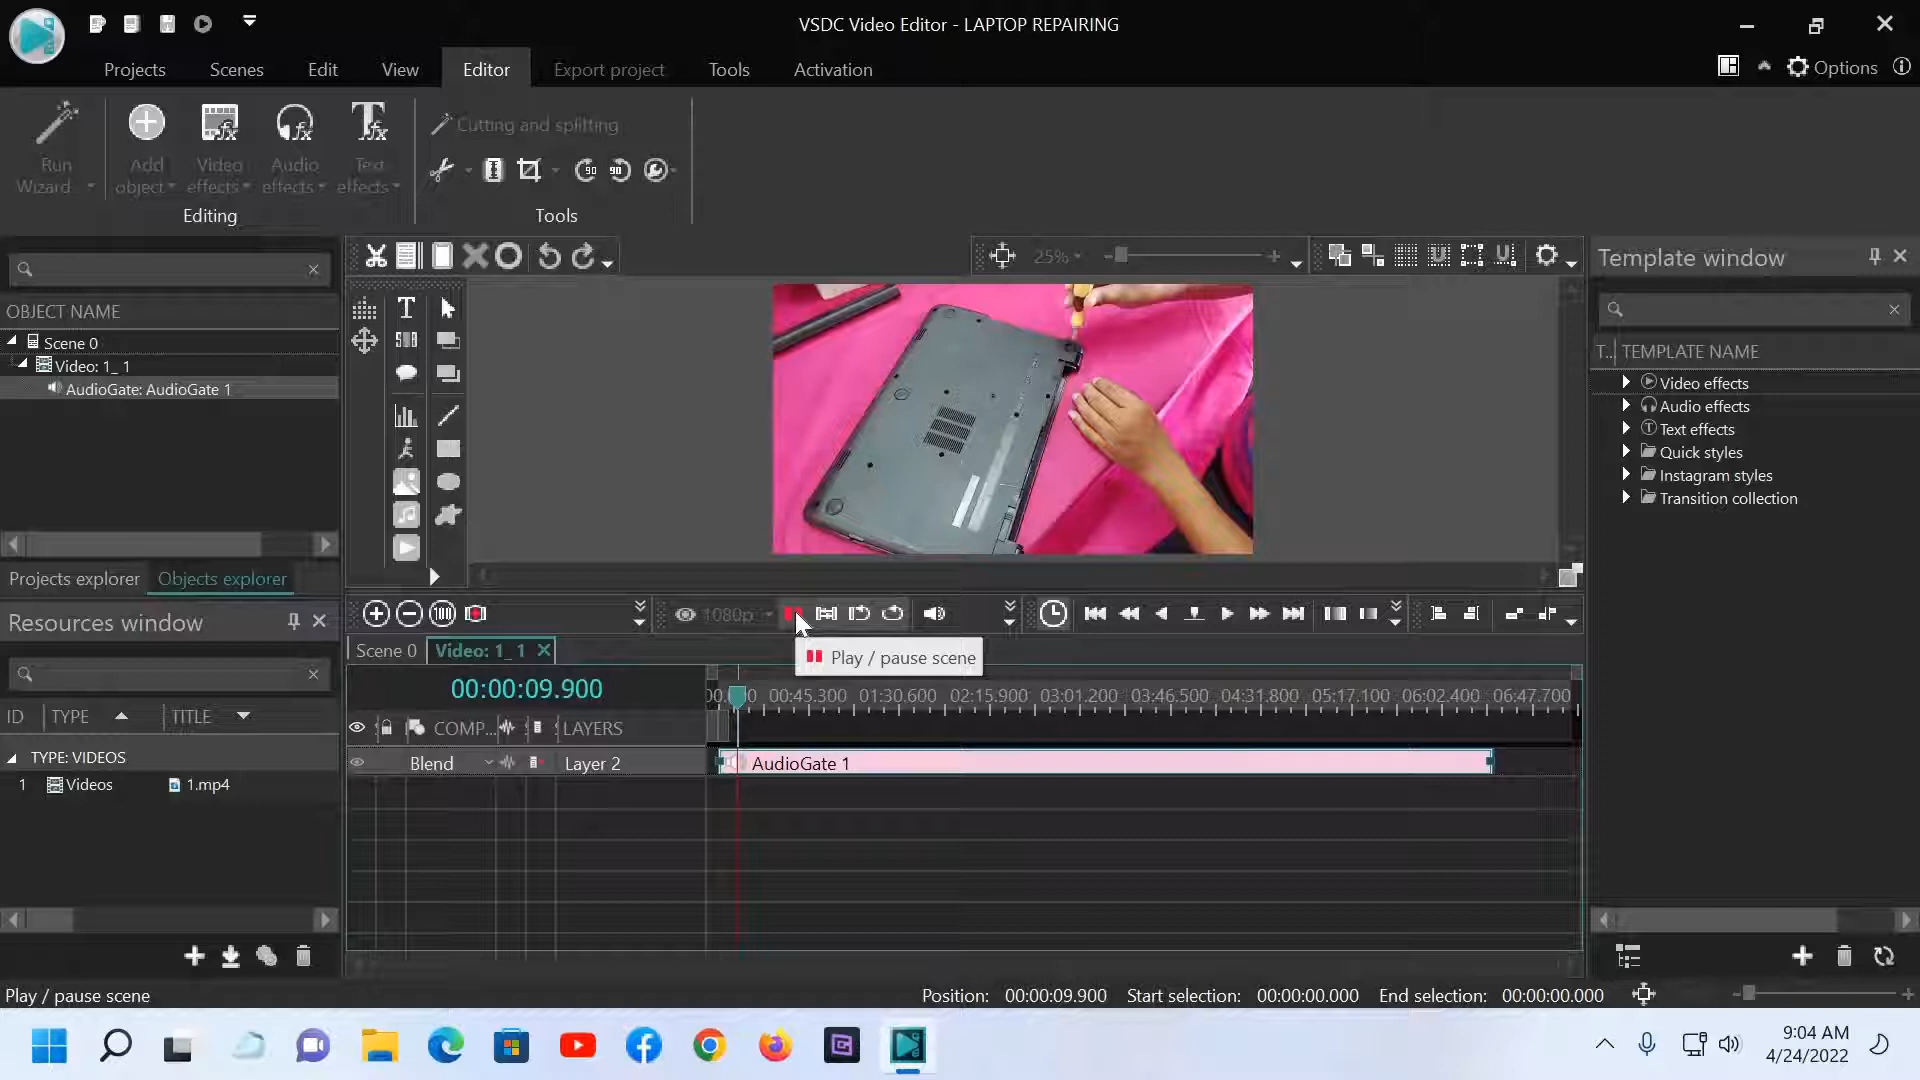 VSDC Video Editor - LAPTOP REPAIRING
Projects Scenes Edit View Editor Export project Tools Activation Options
Cutting and splitting
Run Wizard Add object Video effects Audio effects Text effects
Editing Tools
25%
Template window
OBJECT NAME
Scene 0
Video: 1_ 1
AudioGate: AudioGate 1
T... TEMPLATE NAME
Video effects
Audio effects
Text effects
Quick styles
Instagram styles
Transition collection
Projects explorer Objects explorer
Resources window
1080p
Scene 0 Video: 1_ 1
Play / pause scene
00:00:09.900
00:45.300 01:30.600 02:15.900 03:01.200 03:46.500 04:31.800 05:17.100 06:02.400 06:47.700
ID TYPE TITLE
COMP... LAYERS
TYPE: VIDEOS
Blend Layer 2 AudioGate 1
1 Videos 1.mp4
Play / pause scene
Position: 00:00:09.900 Start selection: 00:00:00.000 End selection: 00:00:00.000
9:04 AM
4/24/2022